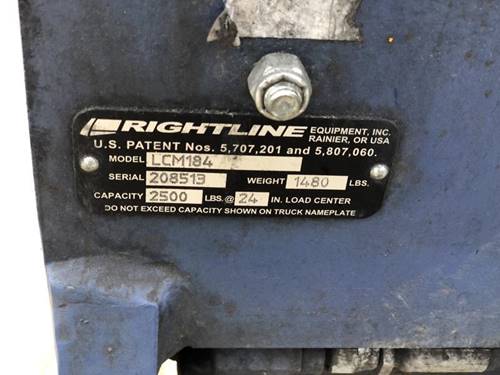 RIGHTLINE EQUIPMENT, INC.
RAINIER, OR USA
U.S. PATENT Nos. 5,707,201 and 5,807,060.
MODEL LCM184
SERIAL 208513 WEIGHT 1480 LBS.
CAPACITY 2500 LBS.@ 24 IN. LOAD CENTER
DO NOT EXCEED CAPACITY SHOWN ON TRUCK NAMEPLATE